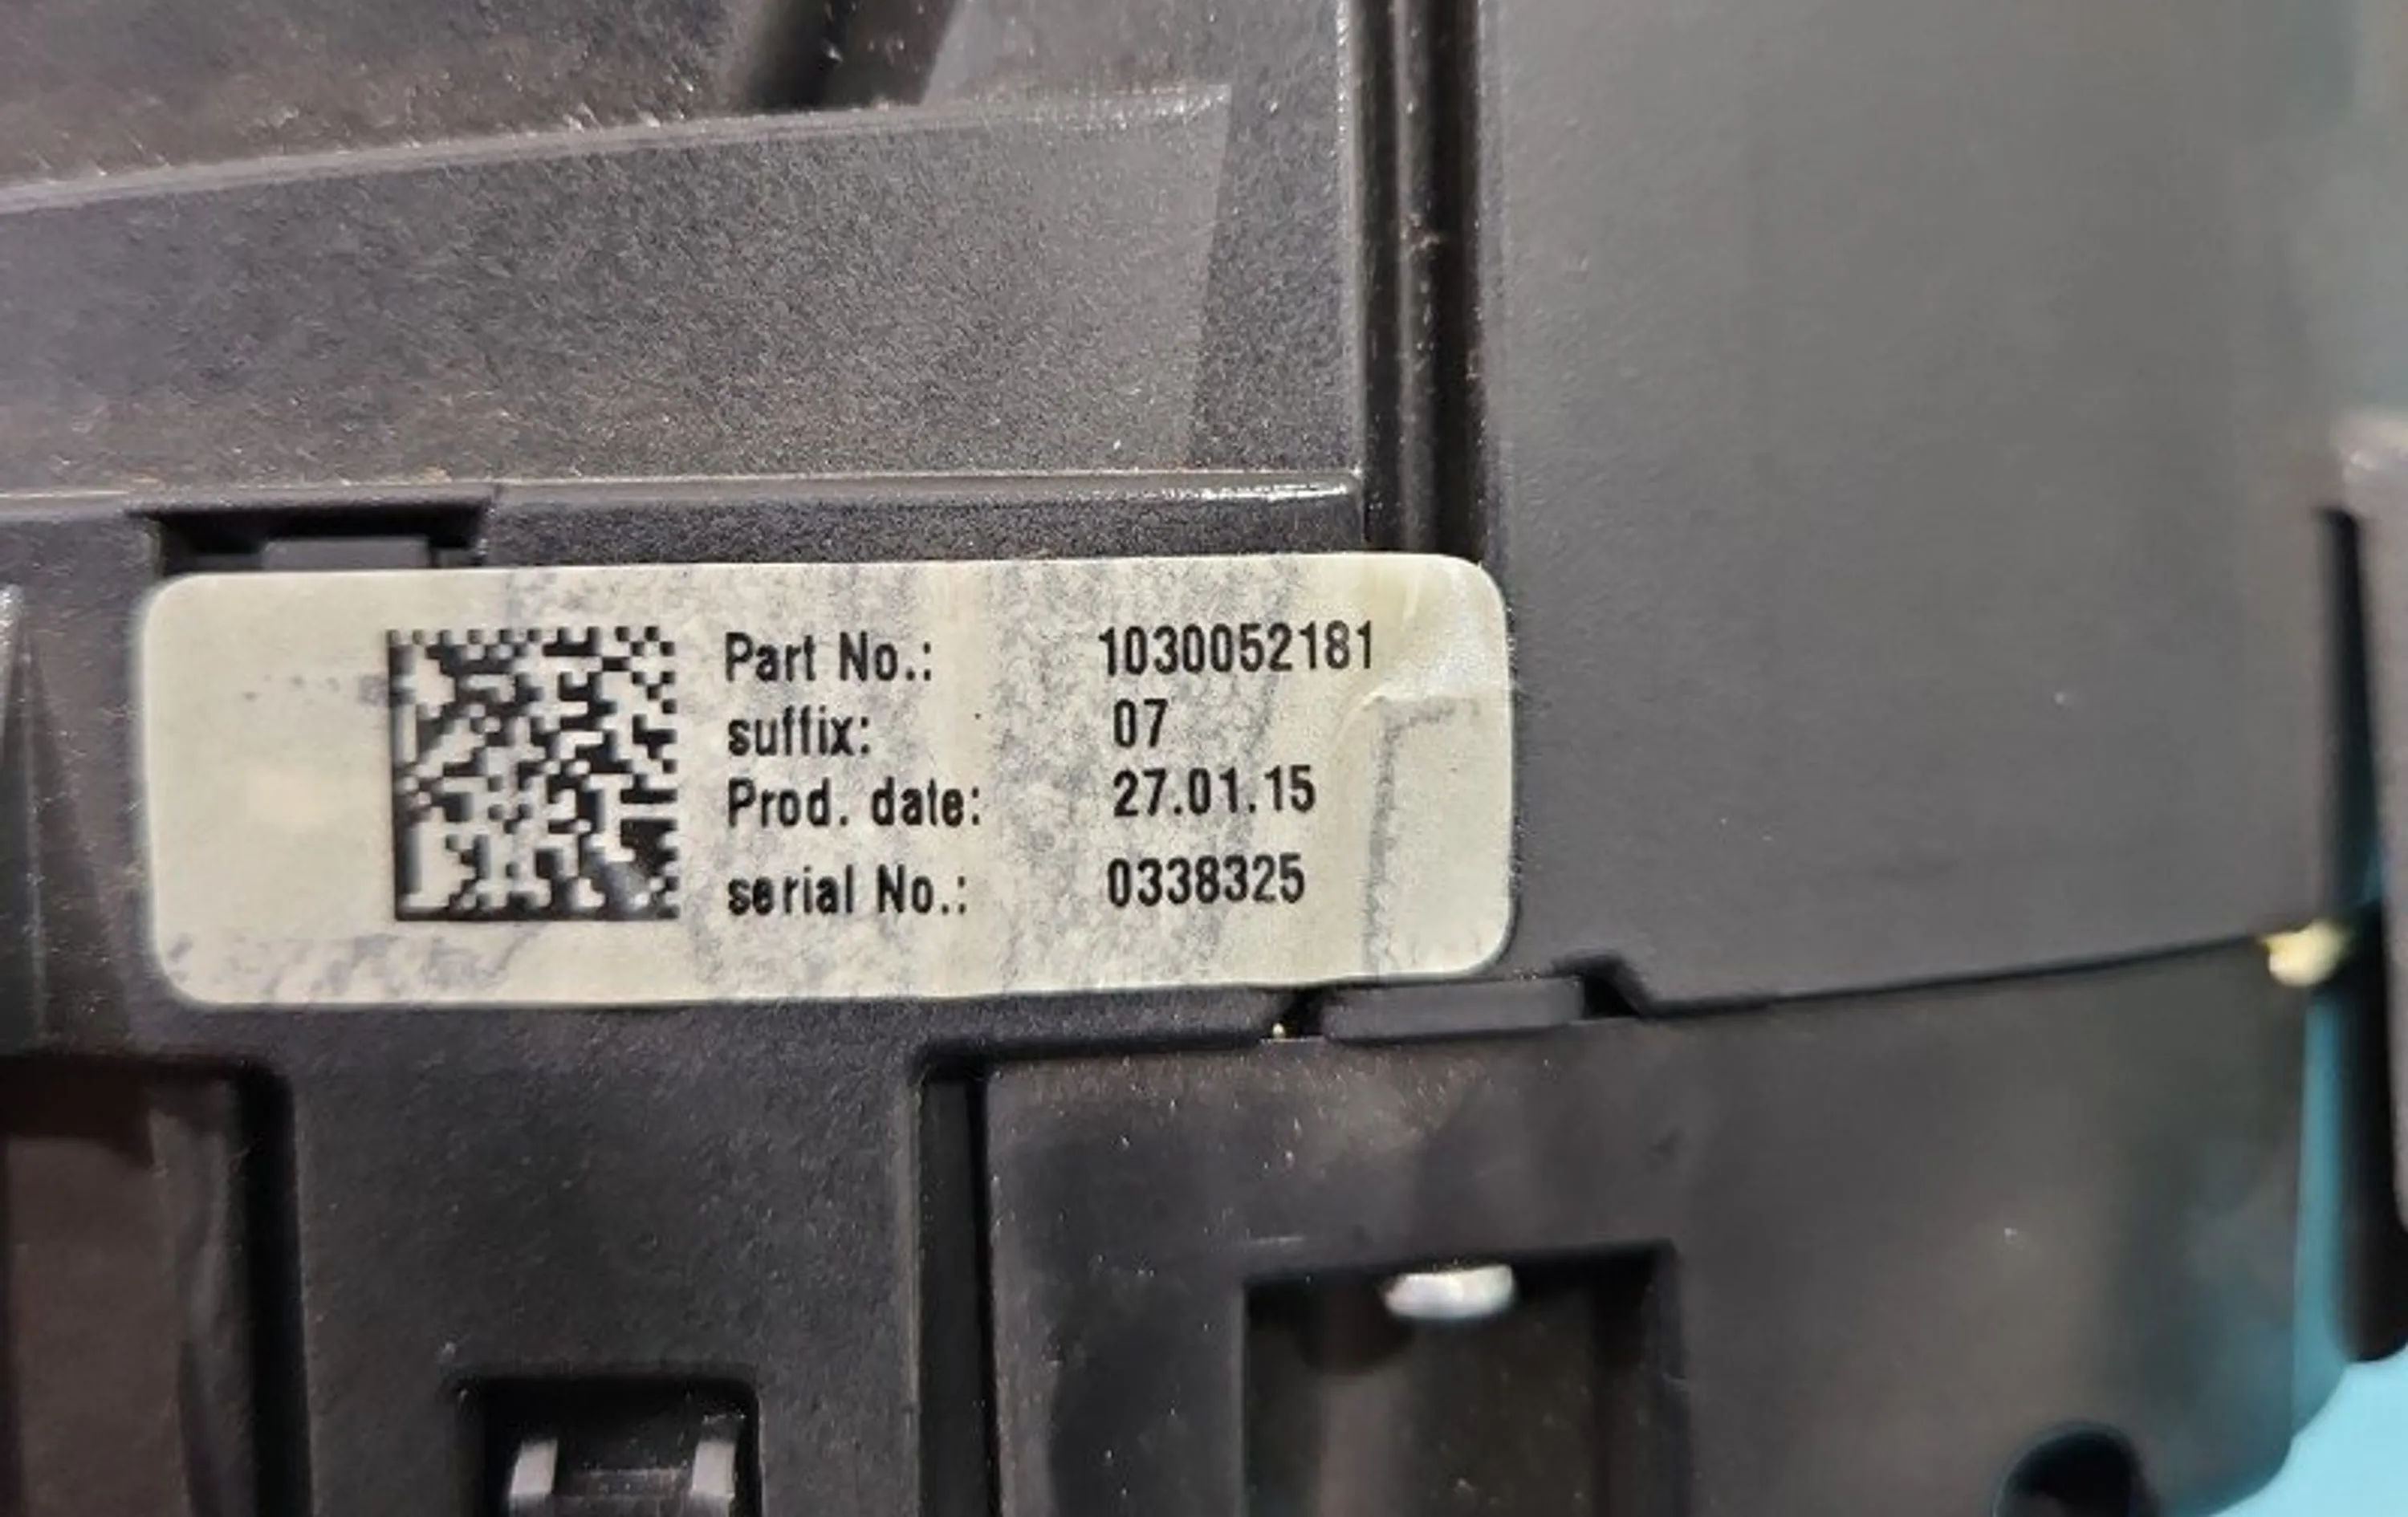 Part No.: 1030052181
suffix: 07
Prod. date: 27.01.15
serial No.: 0338325